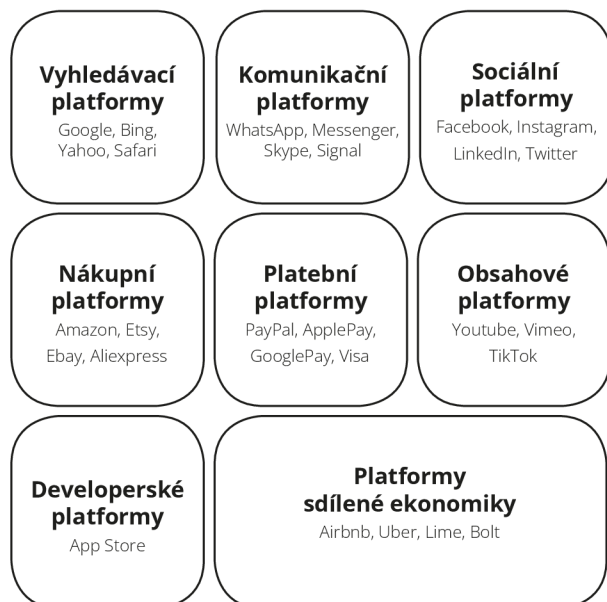 Vyhledávací
platformy
Google, Bing,
Yahoo, Safari
Komunikační
platformy
WhatsApp, Messenger,
Skype, Signal
Sociální
platformy
Facebook, Instagram,
LinkedIn, Twitter
Nákupní
platformy
Amazon, Etsy,
Ebay, Aliexpress
Platební
platformy
PayPal, ApplePay,
GooglePay, Visa
Obsahové
platformy
Youtube, Vimeo,
TikTok
Developerské
platformy
App Store
Platformy
sdílené ekonomiky
Airbnb, Uber, Lime, Bolt